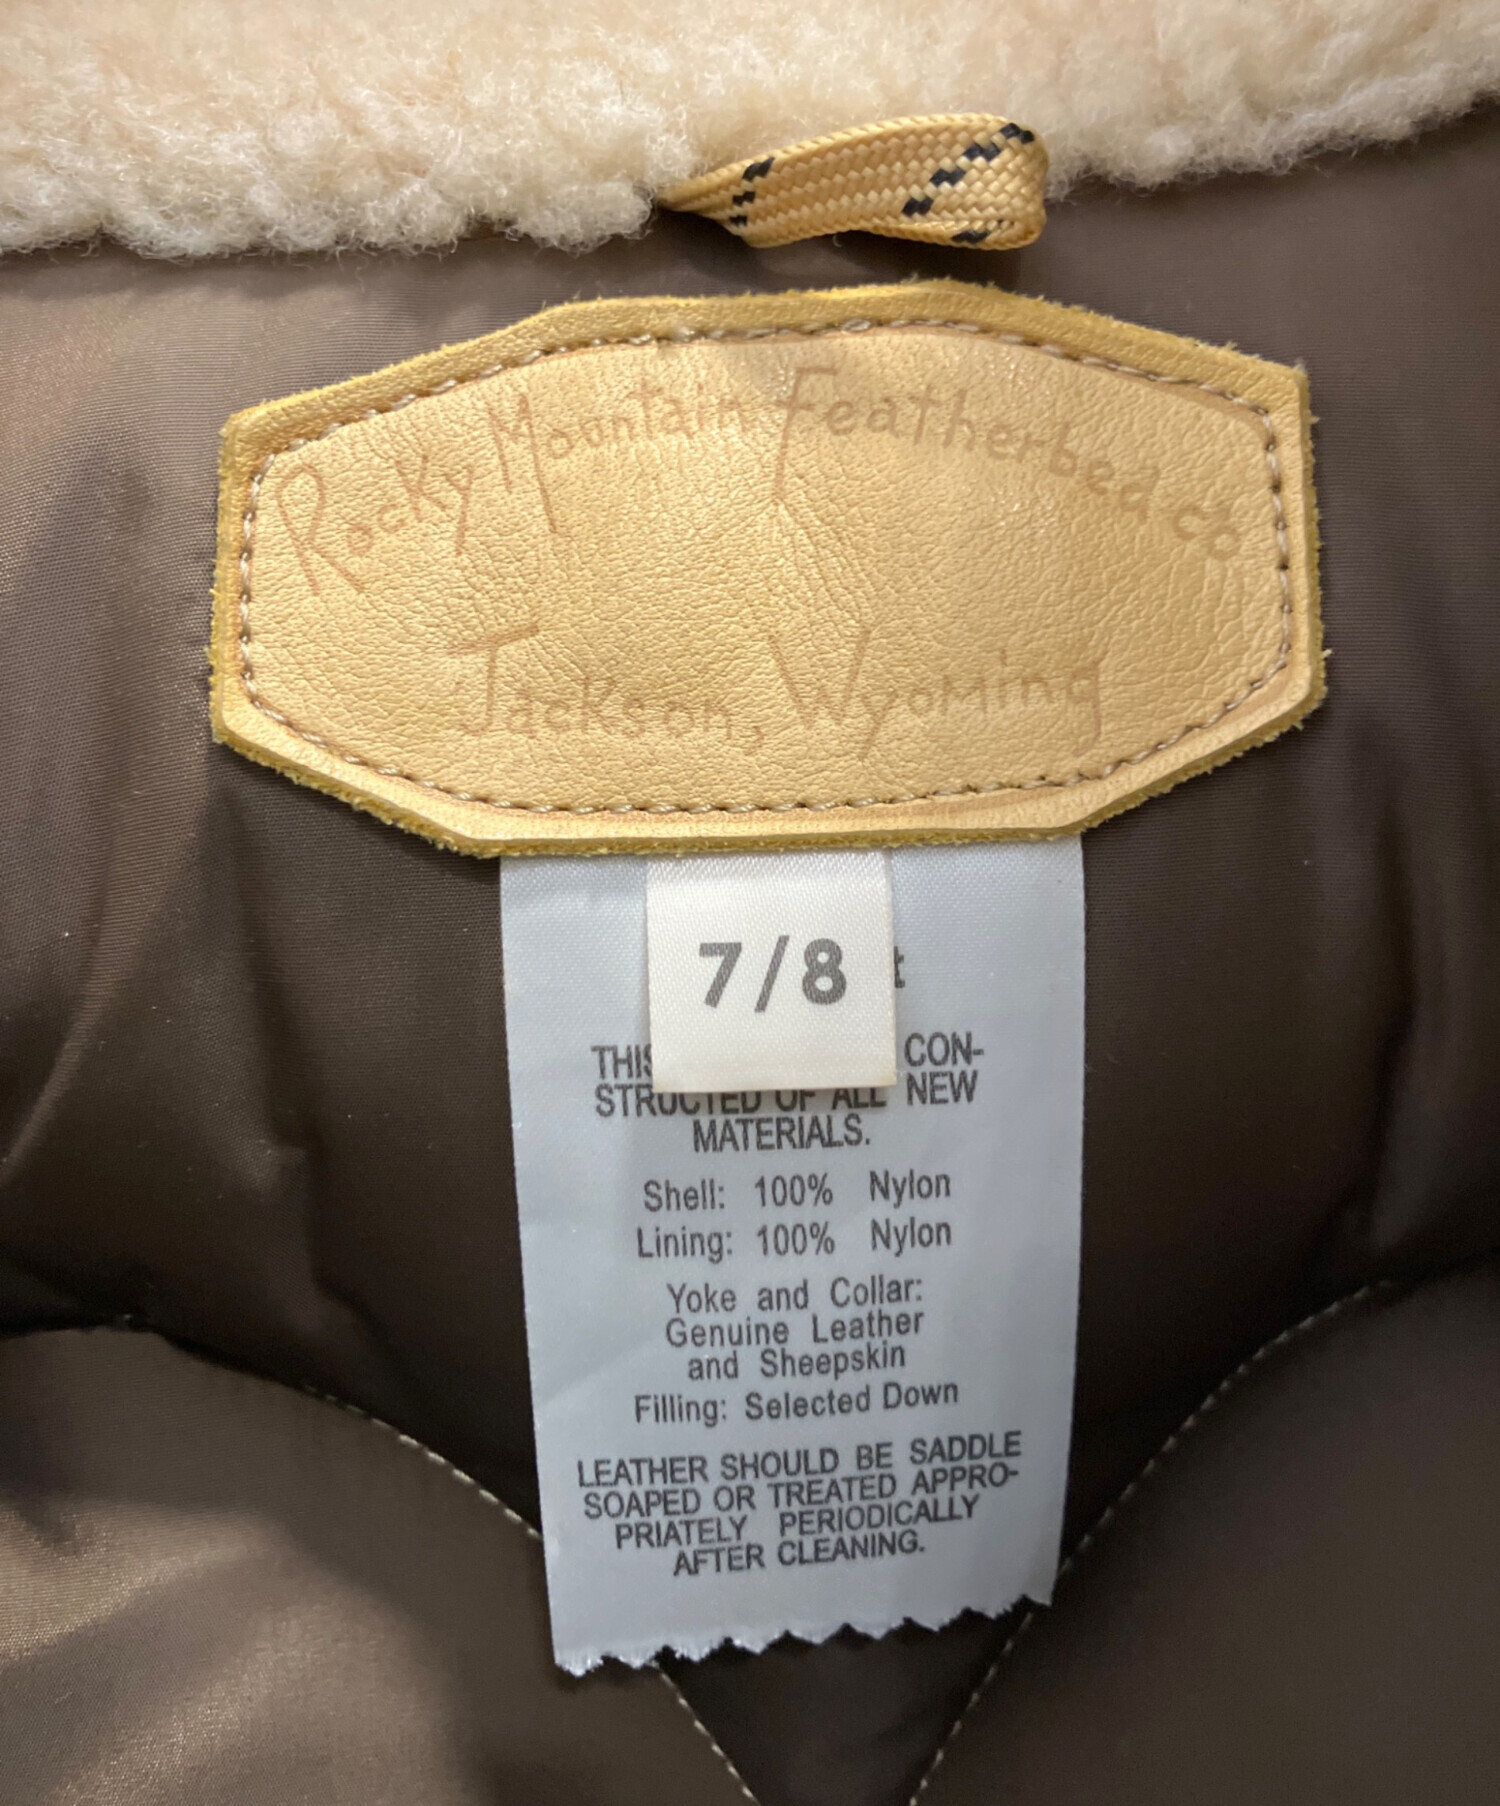 Rocky Mountain Featherbed co
Jackson, Wyoming
7/8
CON-
STRUCTED OF ALL NEW
MATERIALS.
Shell: 100% Nylon
Lining: 100% Nylon
Yoke and Collar:
Genuine Leather
and Sheepskin
Filling: Selected Down
LEATHER SHOULD BE SADDLE
SOAPED OR TREATED APPRO-
PRIATELY PERIODICALLY
AFTER CLEANING.